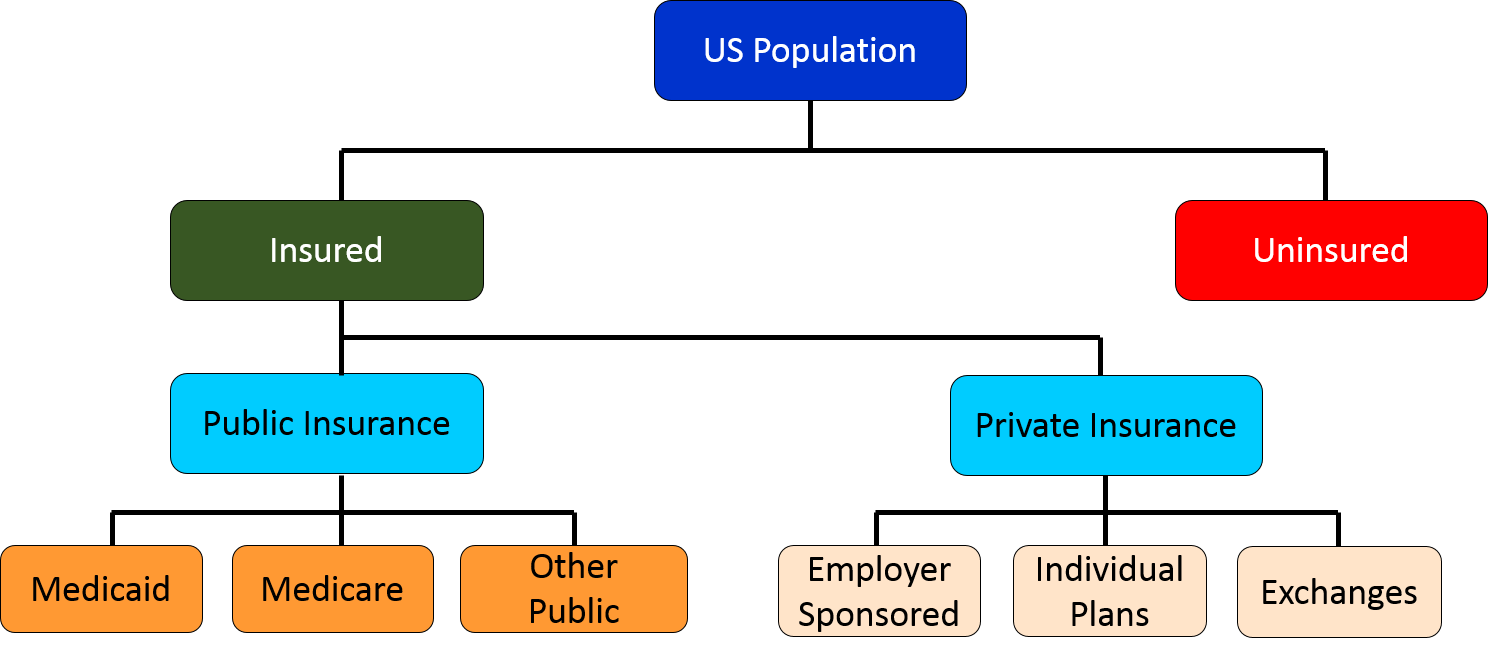 US Population
Insured
Uninsured
Public Insurance
Private Insurance
Medicaid
Medicare
Other
Public
Employer
Sponsored
Individual
Plans
Exchanges